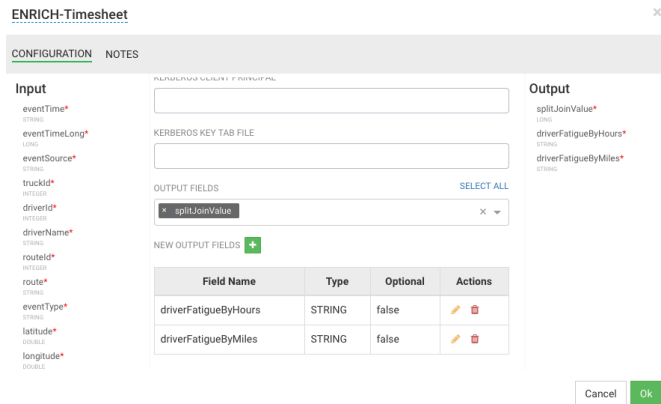 ENRICH-Timesheet
×
CONFIGURATION NOTES
Input
eventTime*
STRING
eventTimeLong*
LONG
eventSource*
STRING
truckId*
INTEGER
driverId*
INTEGER
driverName*
STRING
routeId*
INTEGER
route*
STRING
eventType*
STRING
latitude*
DOUBLE
longitude*
DOUBLE
KERBEROS CLIENT PRINCIPAL
KERBEROS KEY TAB FILE
OUTPUT FIELDS SELECT ALL
× splitJoinValue ×
NEW OUTPUT FIELDS +
Field Name Type Optional Actions
driverFatigueByHours STRING false
driverFatigueByMiles STRING false
Output
splitJoinValue*
LONG
driverFatigueByHours*
STRING
driverFatigueByMiles*
STRING
Cancel Ok